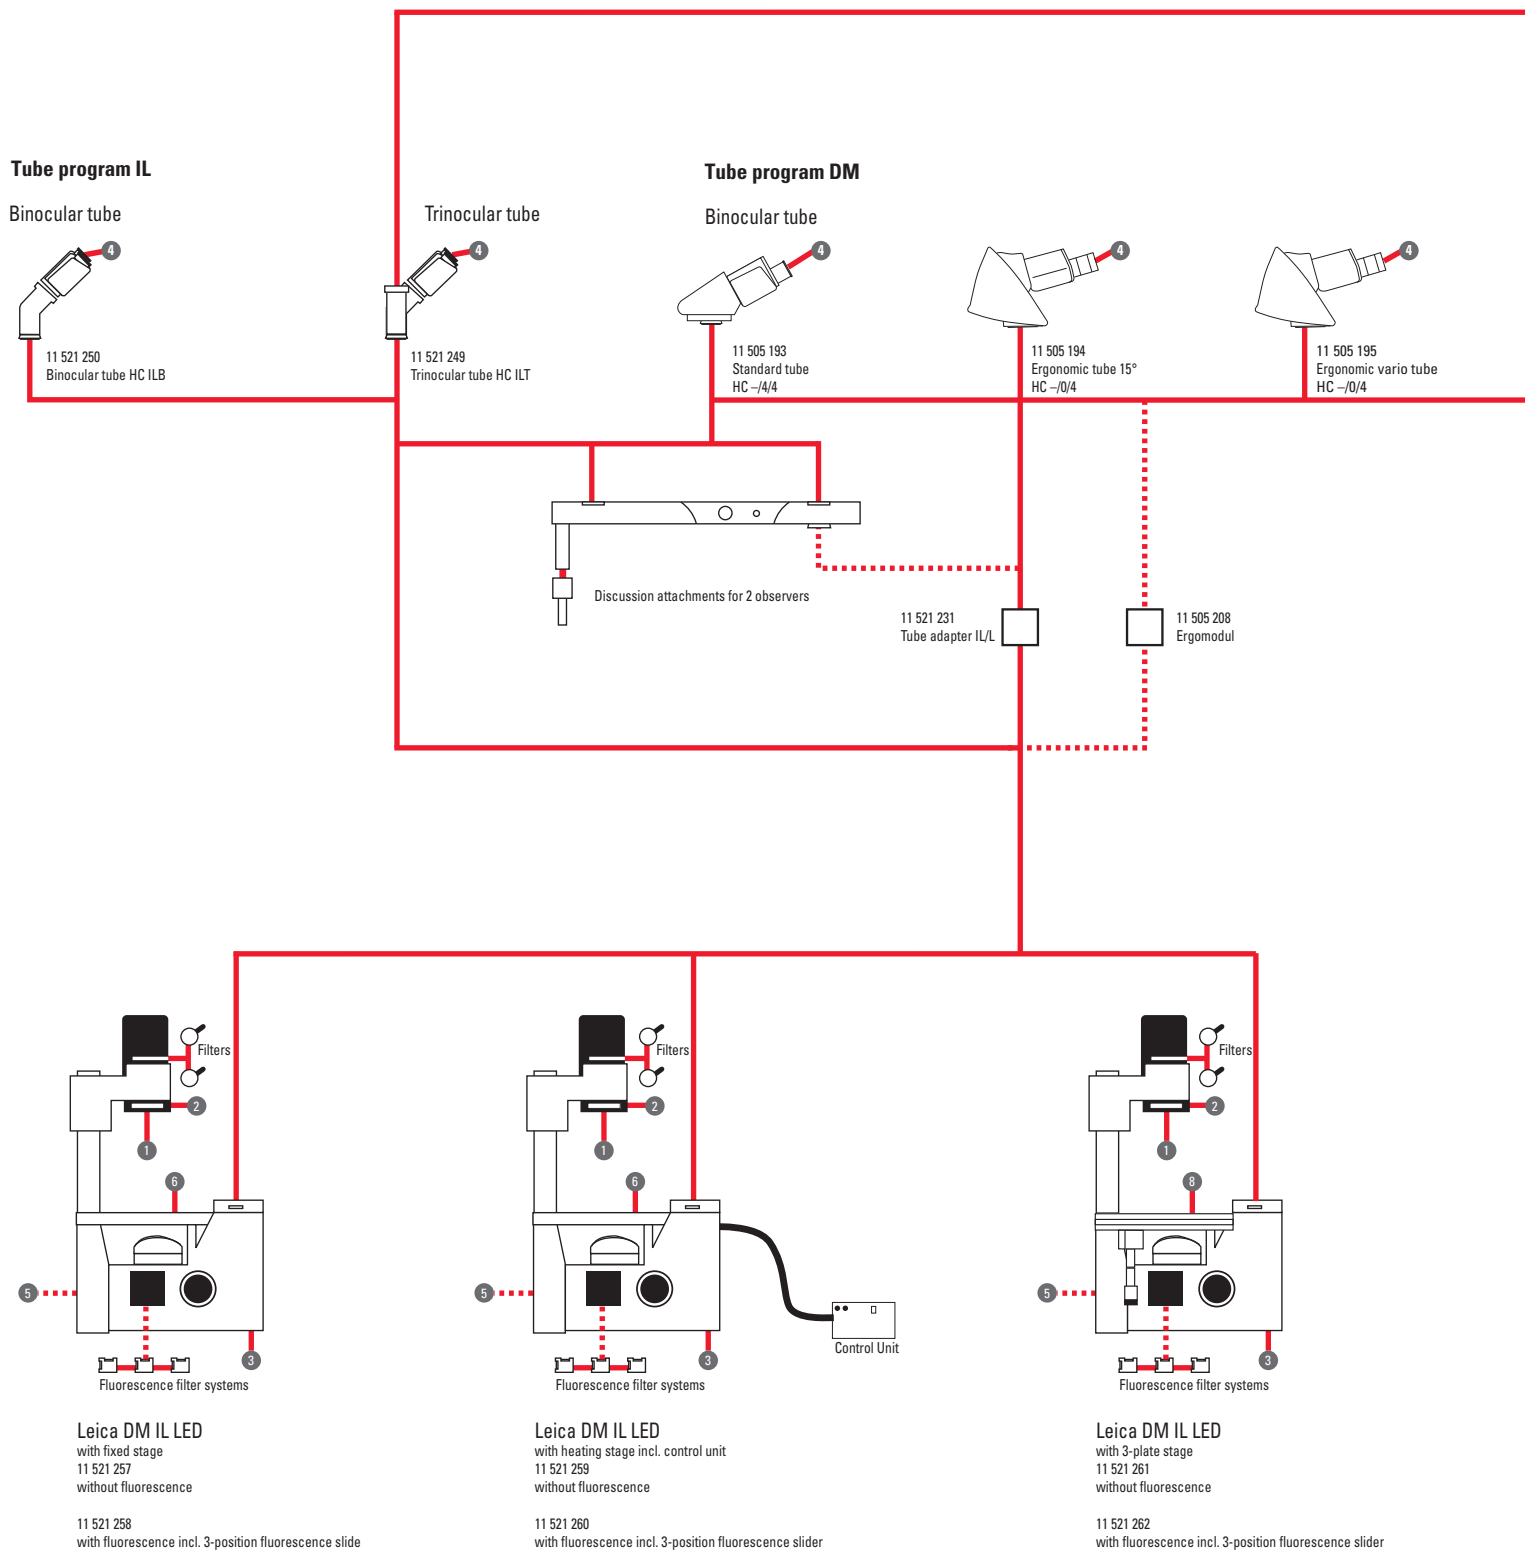 Tube program IL
Tube program DM
Binocular tube
Trinocular tube
Binocular tube
4
4
4
4
4
11 521 250
Binocular tube HC ILB
11 521 249
Trinocular tube HC ILT
11 505 193
Standard tube
HC –/4/4
11 505 194
Ergonomic tube 15°
HC –/0/4
11 505 195
Ergonomic vario tube
HC –/0/4
Discussion attachments for 2 observers
11 521 231
Tube adapter IL/L
11 505 208
Ergomodul
Filters
2
1
6
5
3
Fluorescence filter systems
Leica DM IL LED
with fixed stage
11 521 257
without fluorescence
11 521 258
with fluorescence incl. 3-position fluorescence slide
Filters
2
1
6
5
3
Control Unit
Fluorescence filter systems
Leica DM IL LED
with heating stage incl. control unit
11 521 259
without fluorescence
11 521 260
with fluorescence incl. 3-position fluorescence slider
Filters
2
1
8
5
3
Fluorescence filter systems
Leica DM IL LED
with 3-plate stage
11 521 261
without fluorescence
11 521 262
with fluorescence incl. 3-position fluorescence slider